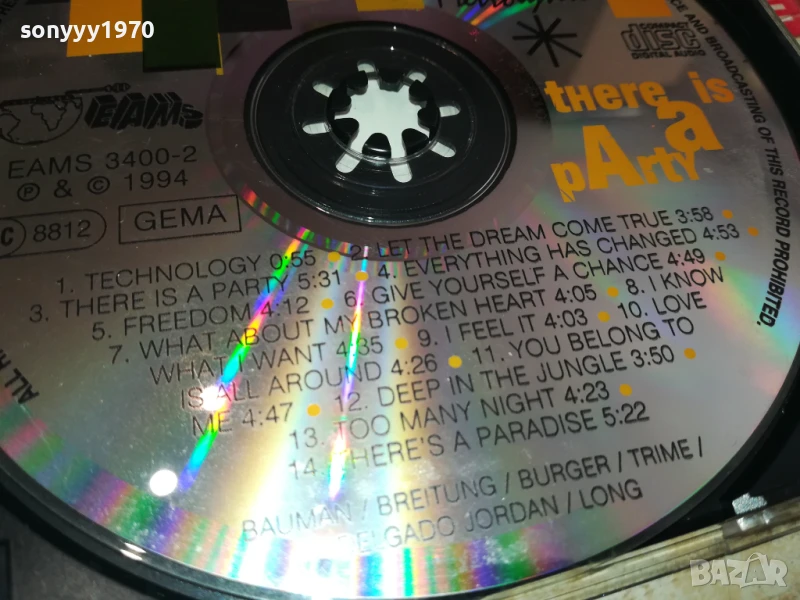 sonyyy1970
EAMS
EAMS 3400-2
℗ & © 1994
8812
GEMA
COMPACT
disc
DIGITAL AUDIO
tHere is
a
pArtY
ALL
CE AND BROADCASTING OF THIS RECORD PROHIBITED.
1. TECHNOLOGY 0:55 • 2. LET THE DREAM COME TRUE 3:58 •
3. THERE IS A PARTY 5:31 • 4. EVERYTHING HAS CHANGED 4:53 •
5. FREEDOM 4:12 • 6. GIVE YOURSELF A CHANCE 4:49 •
7. WHAT ABOUT MY BROKEN HEART 4:05 • 8. I KNOW
WHAT I WANT 4:35 • 9. I FEEL IT 4:03 • 10. LOVE
IS ALL AROUND 4:26 • 11. YOU BELONG TO
ME 4:47 • 12. DEEP IN THE JUNGLE 3:50 •
13. TOO MANY NIGHT 4:23 •
14. THERE'S A PARADISE 5:22
BAUMAN / BREITUNG / BURGER / TRIME /
DELGADO JORDAN / LONG
BAZAR